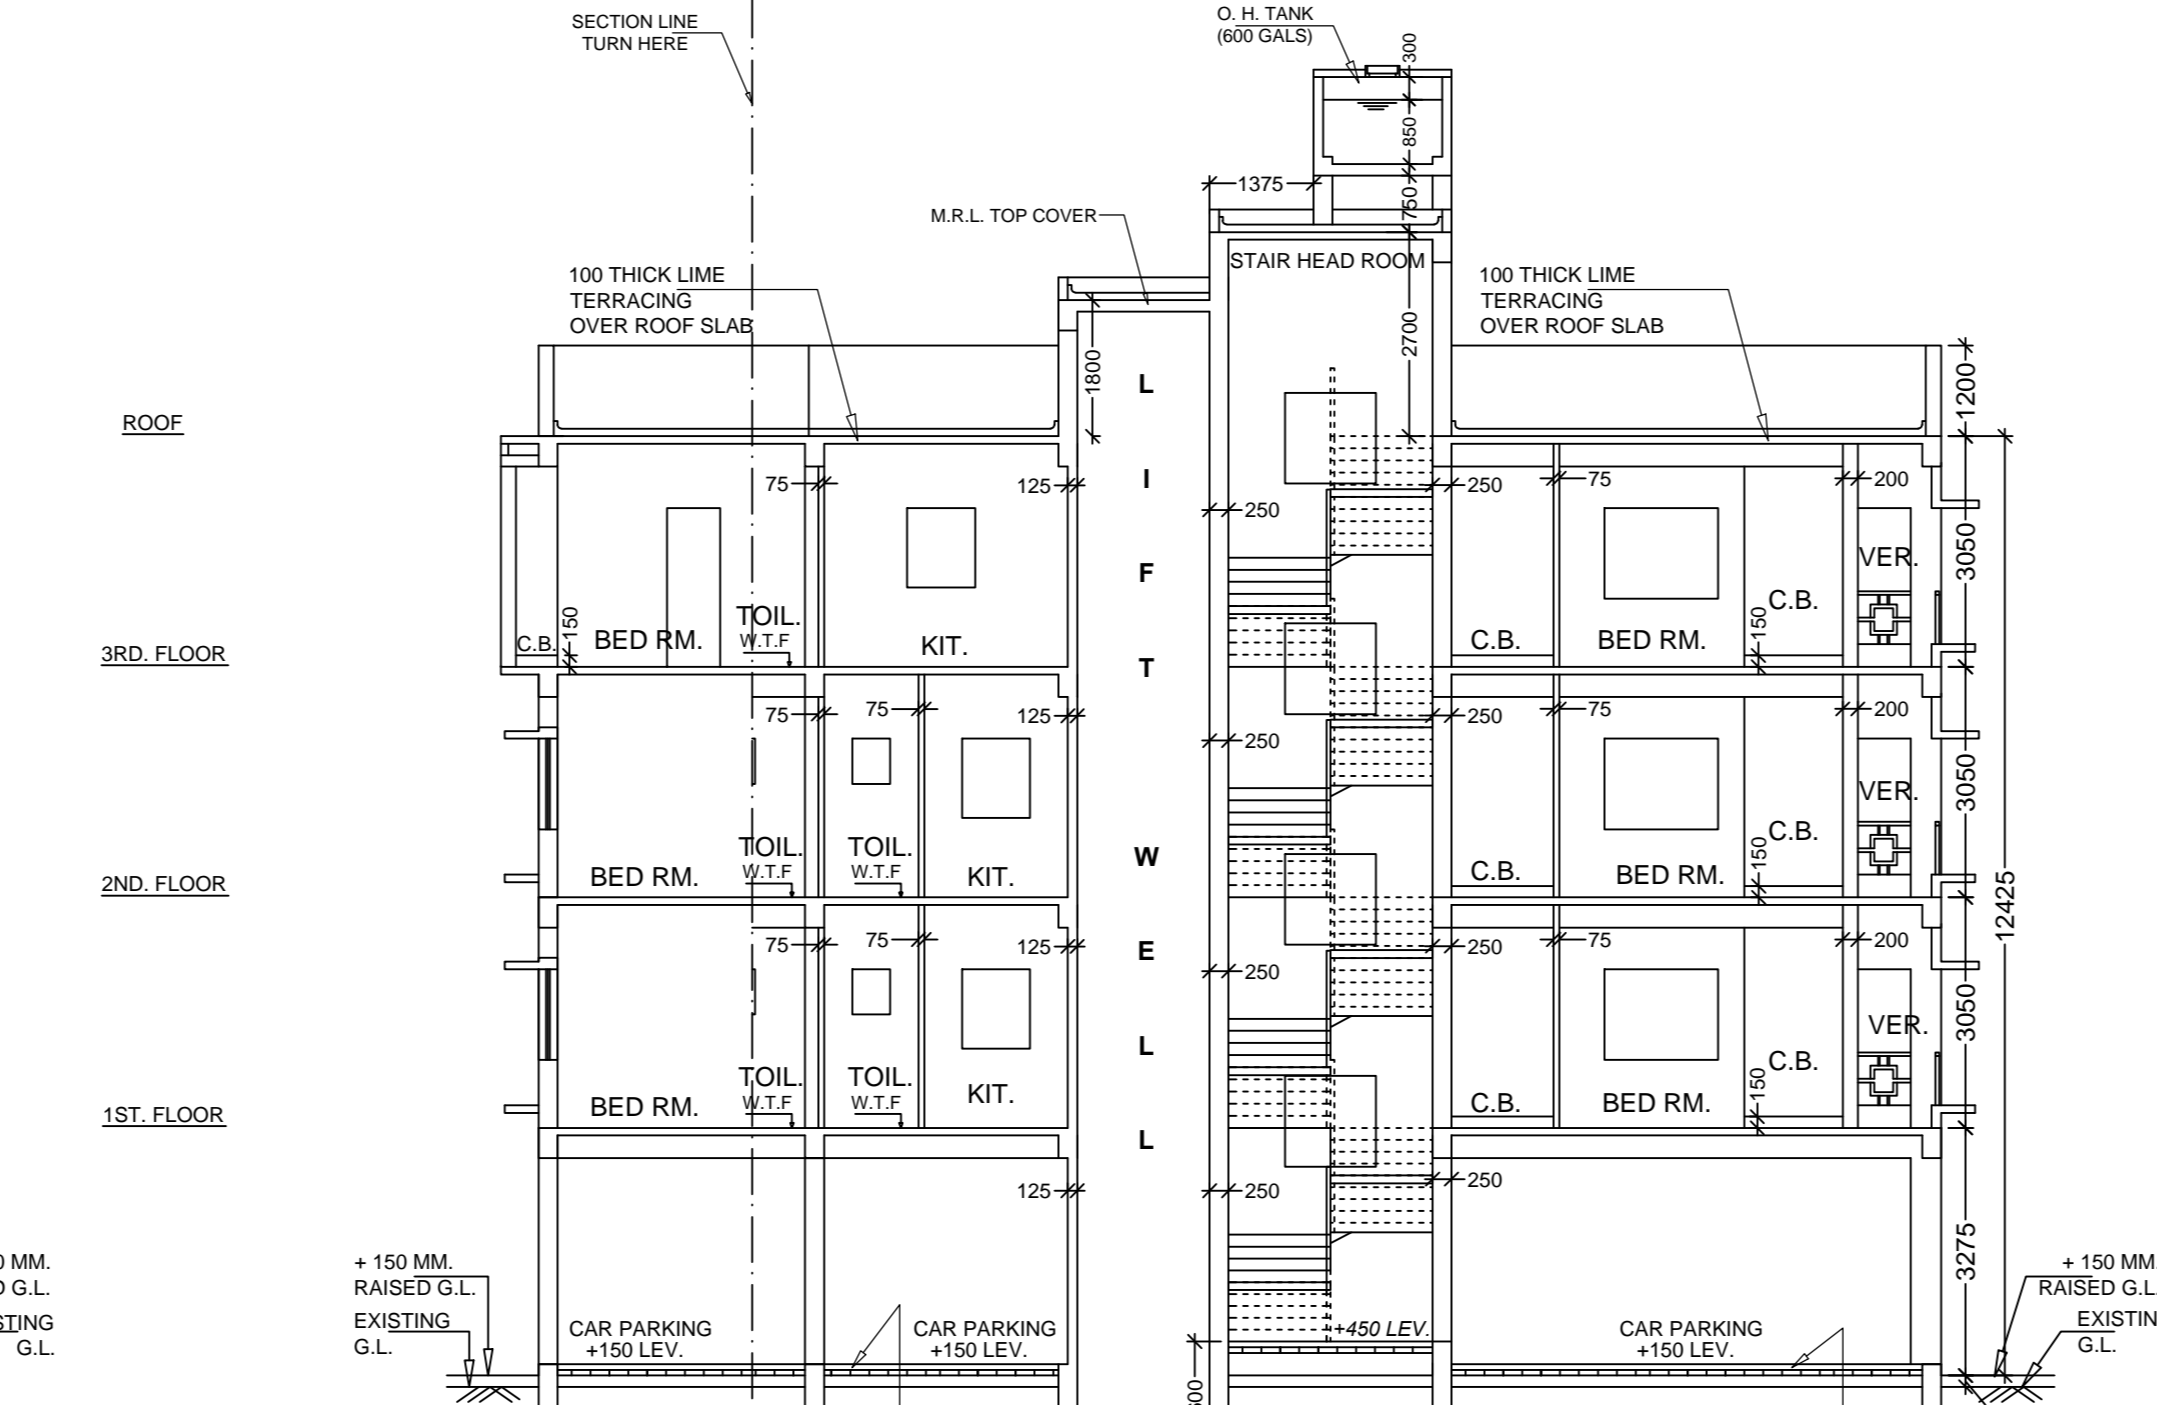 SECTION LINE
TURN HERE
O. H. TANK
(600 GALS)
300
850
1375
750
M.R.L. TOP COVER
STAIR HEAD ROOM
100 THICK LIME
TERRACING
OVER ROOF SLAB
100 THICK LIME
TERRACING
OVER ROOF SLAB
1800
2700
1200
ROOF
L
I
F
T
W
E
L
L
75
125
250
250
75
200
3050
C.B.
150
BED RM.
TOIL.
W.T.F
KIT.
C.B.
BED RM.
150
C.B.
VER.
3RD. FLOOR
75
75
125
250
250
75
200
3050
BED RM.
TOIL.
W.T.F
TOIL.
W.T.F
KIT.
C.B.
BED RM.
150
C.B.
VER.
2ND. FLOOR
12425
75
75
125
250
250
75
200
3050
BED RM.
TOIL.
W.T.F
TOIL.
W.T.F
KIT.
C.B.
BED RM.
150
C.B.
VER.
1ST. FLOOR
125
250
250
3275
MM.
G.L.
G.L.
+ 150 MM.
RAISED G.L.
EXISTING
G.L.
CAR PARKING
+150 LEV.
CAR PARKING
+150 LEV.
+450 LEV.
CAR PARKING
+150 LEV.
+ 150 MM.
RAISED G.L.
G.L.